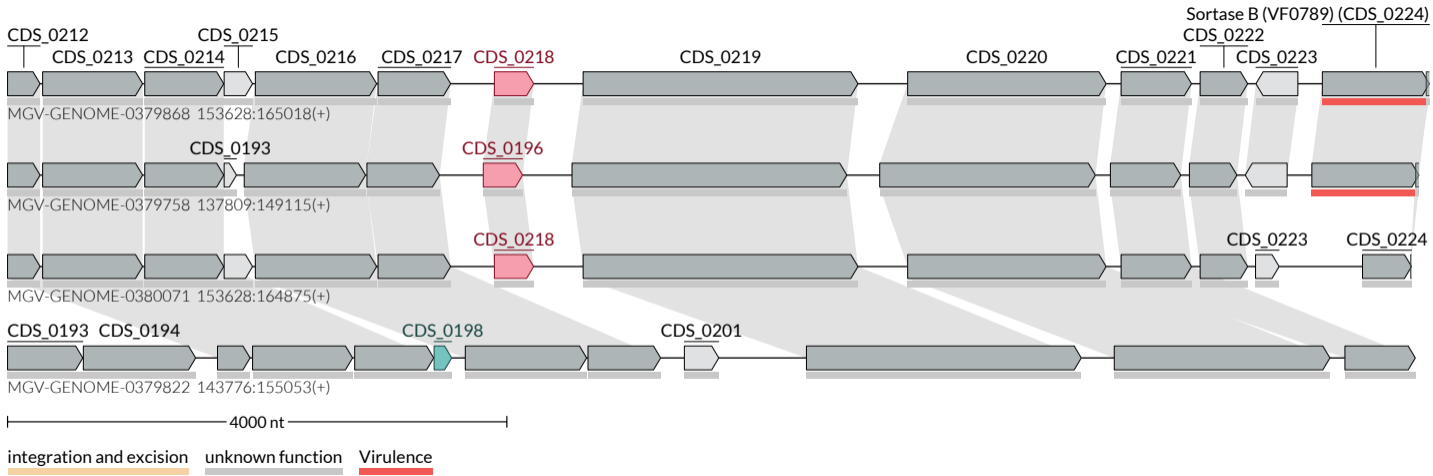 Sortase B (VF0789) (CDS_0224)
CDS_0212 CDS_0215 CDS_0222
CDS_0213 CDS_0214 CDS_0216 CDS_0217 CDS_0218 CDS_0219 CDS_0220 CDS_0221 CDS_0223
MGV-GENOME-0379868 153628:165018(+)
CDS_0193 CDS_0196
MGV-GENOME-0379758 137809:149115(+)
CDS_0218 CDS_0223 CDS_0224
MGV-GENOME-0380071 153628:164875(+)
CDS_0193 CDS_0194 CDS_0198 CDS_0201
MGV-GENOME-0379822 143776:155053(+)
4000 nt
integration and excision unknown function Virulence